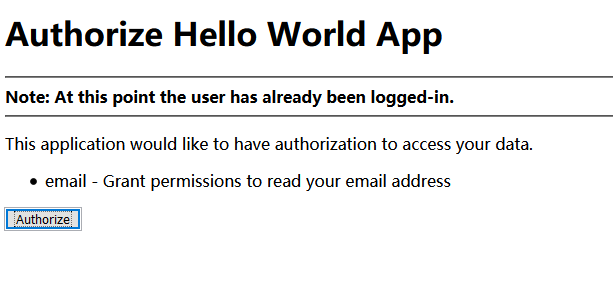 Authorize Hello World App
Note: At this point the user has already been logged-in.
This application would like to have authorization to access your data.
• email - Grant permissions to read your email address
Authorize